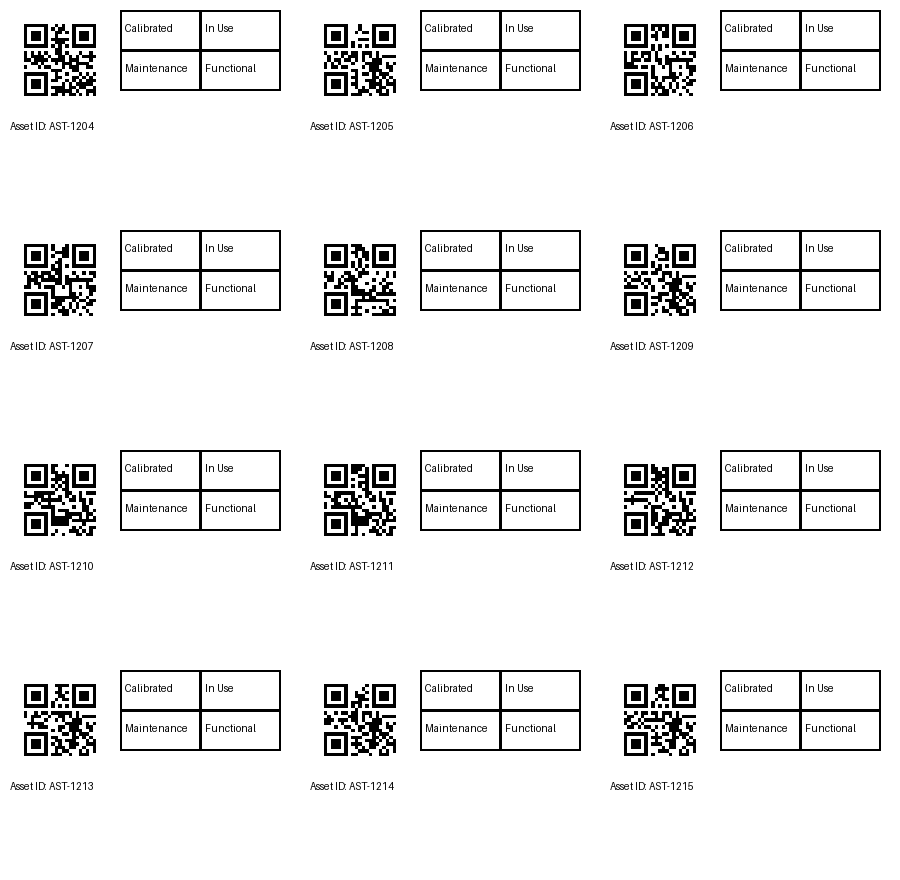 Calibrated In Use
Maintenance Functional
Asset ID: AST-1204
Calibrated In Use
Maintenance Functional
Asset ID: AST-1205
Calibrated In Use
Maintenance Functional
Asset ID: AST-1206
Calibrated In Use
Maintenance Functional
Asset ID: AST-1207
Calibrated In Use
Maintenance Functional
Asset ID: AST-1208
Calibrated In Use
Maintenance Functional
Asset ID: AST-1209
Calibrated In Use
Maintenance Functional
Asset ID: AST-1210
Calibrated In Use
Maintenance Functional
Asset ID: AST-1211
Calibrated In Use
Maintenance Functional
Asset ID: AST-1212
Calibrated In Use
Maintenance Functional
Asset ID: AST-1213
Calibrated In Use
Maintenance Functional
Asset ID: AST-1214
Calibrated In Use
Maintenance Functional
Asset ID: AST-1215